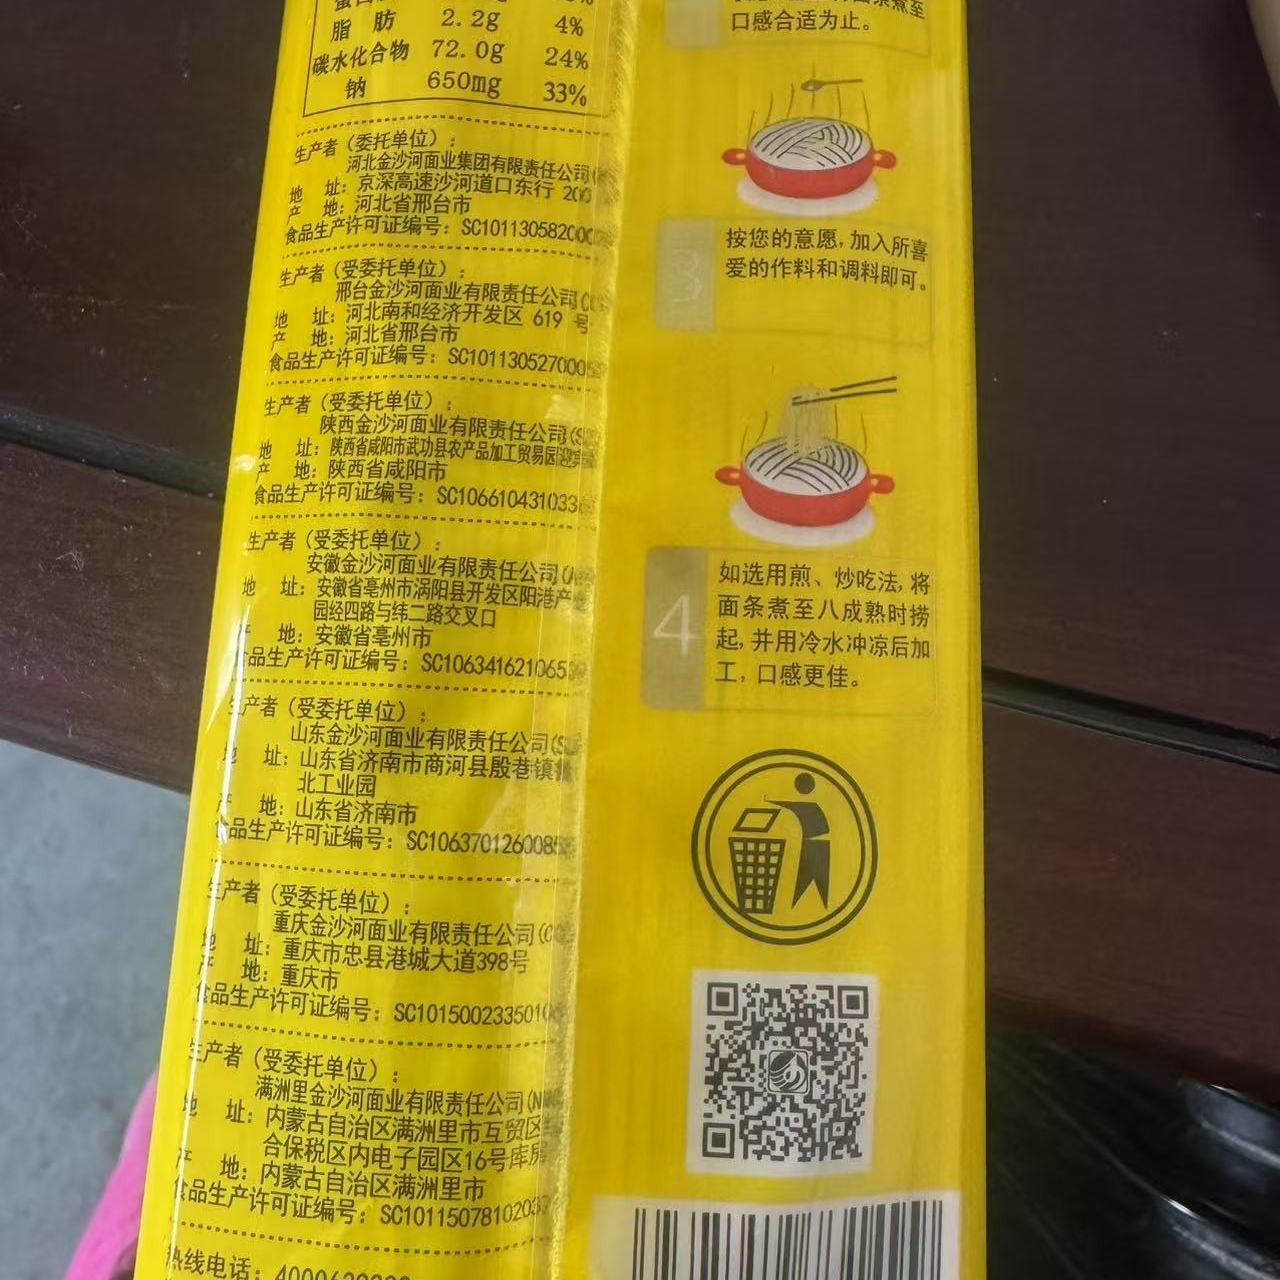 脂 肪 2.2g 4%
碳水化合物 72.0g 24%
钠 650mg 33%
生产者（委托单位）：
河北金沙河面业集团有限责任公司
地 址：京深高速沙河道口东行 200
产 地：河北省邢台市
食品生产许可证编号：SC1011305820
生产者（受委托单位）：
邢台金沙河面业有限责任公司
地 址：河北南和经济开发区 619 号
产 地：河北省邢台市
食品生产许可证编号：SC101130527000
生产者（受委托单位）：
陕西金沙河面业有限责任公司
地 址：陕西省咸阳市武功县农产品加工贸易园
产 地：陕西省咸阳市
食品生产许可证编号：SC106610431033
生产者（受委托单位）：
安徽金沙河面业有限责任公司
地 址：安徽省亳州市涡阳县开发区阳港产
园经四路与纬二路交叉口
产 地：安徽省亳州市
食品生产许可证编号：SC106341621065
生产者（受委托单位）：
山东金沙河面业有限责任公司
地 址：山东省济南市商河县殷巷镇
北工业园
产 地：山东省济南市
食品生产许可证编号：SC106370126008
生产者（受委托单位）：
重庆金沙河面业有限责任公司
地 址：重庆市忠县港城大道398号
产 地：重庆市
食品生产许可证编号：SC10150023350
生产者（受委托单位）：
满洲里金沙河面业有限责任公司
地 址：内蒙古自治区满洲里市互贸区
合保税区内电子园区16号库房
产 地：内蒙古自治区满洲里市
食品生产许可证编号：SC10115078102
热线电话：
口感合适为止。
3
按您的意愿，加入所喜
爱的作料和调料即可。
4
如选用煎、炒吃法，将
面条煮至八成熟时捞
起，并用冷水冲凉后加
工，口感更佳。